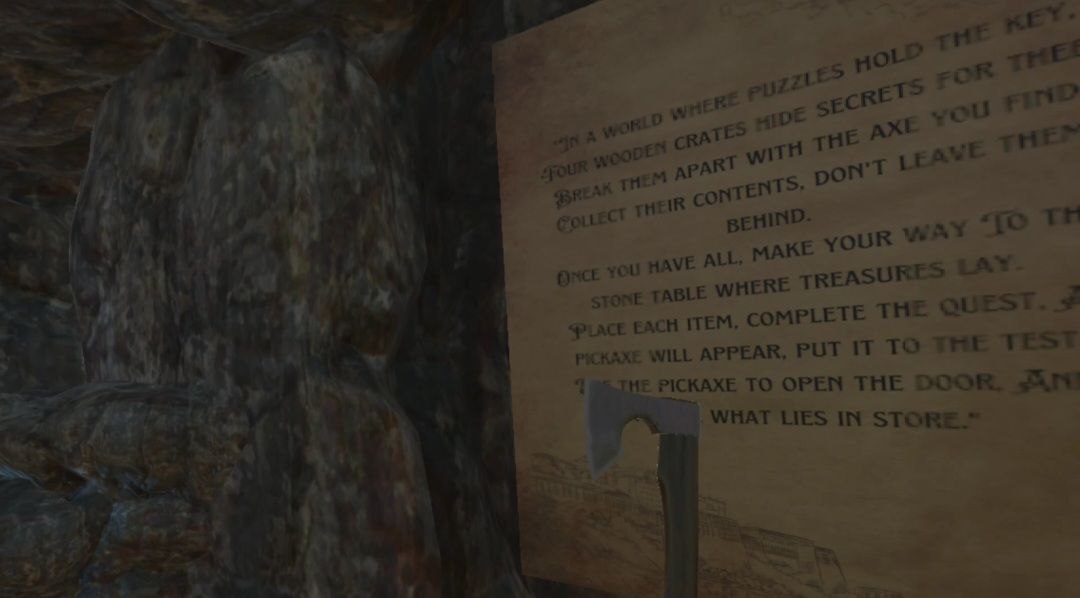 "In a world where puzzles hold the key,
Four wooden crates hide secrets for thee
Break them apart with the axe you find
Collect their contents, don't leave them
behind.
Once you have all, make your way To th
stone table where treasures lay.
Place each item, complete the quest. A
pickaxe will appear, put it to the test
the pickaxe to open the door, And
what lies in store."